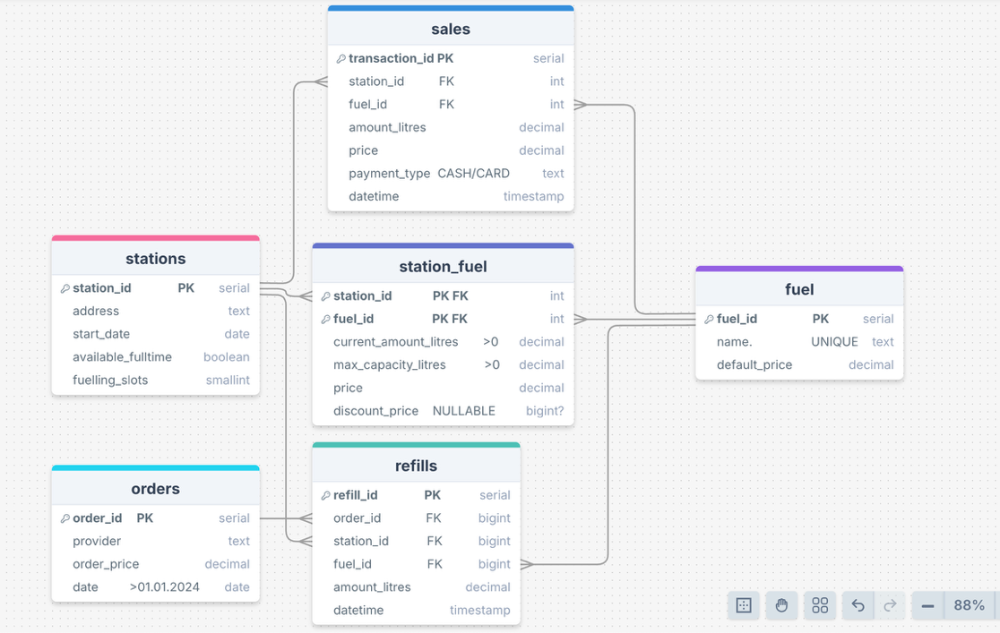 sales
transaction_id PK serial
station_id FK int
fuel_id FK int
amount_litres decimal
price decimal
payment_type CASH/CARD text
datetime timestamp
stations
station_id PK serial
address text
start_date date
available_fulltime boolean
fuelling_slots smallint
station_fuel
station_id PK FK int
fuel_id PK FK int
current_amount_litres >0 decimal
max_capacity_litres >0 decimal
price decimal
discount_price NULLABLE bigint?
fuel
fuel_id PK serial
name. UNIQUE text
default_price decimal
orders
order_id PK serial
provider text
order_price decimal
date >01.01.2024 date
refills
refill_id PK serial
order_id FK bigint
station_id FK bigint
fuel_id FK bigint
amount_litres decimal
datetime timestamp
88%